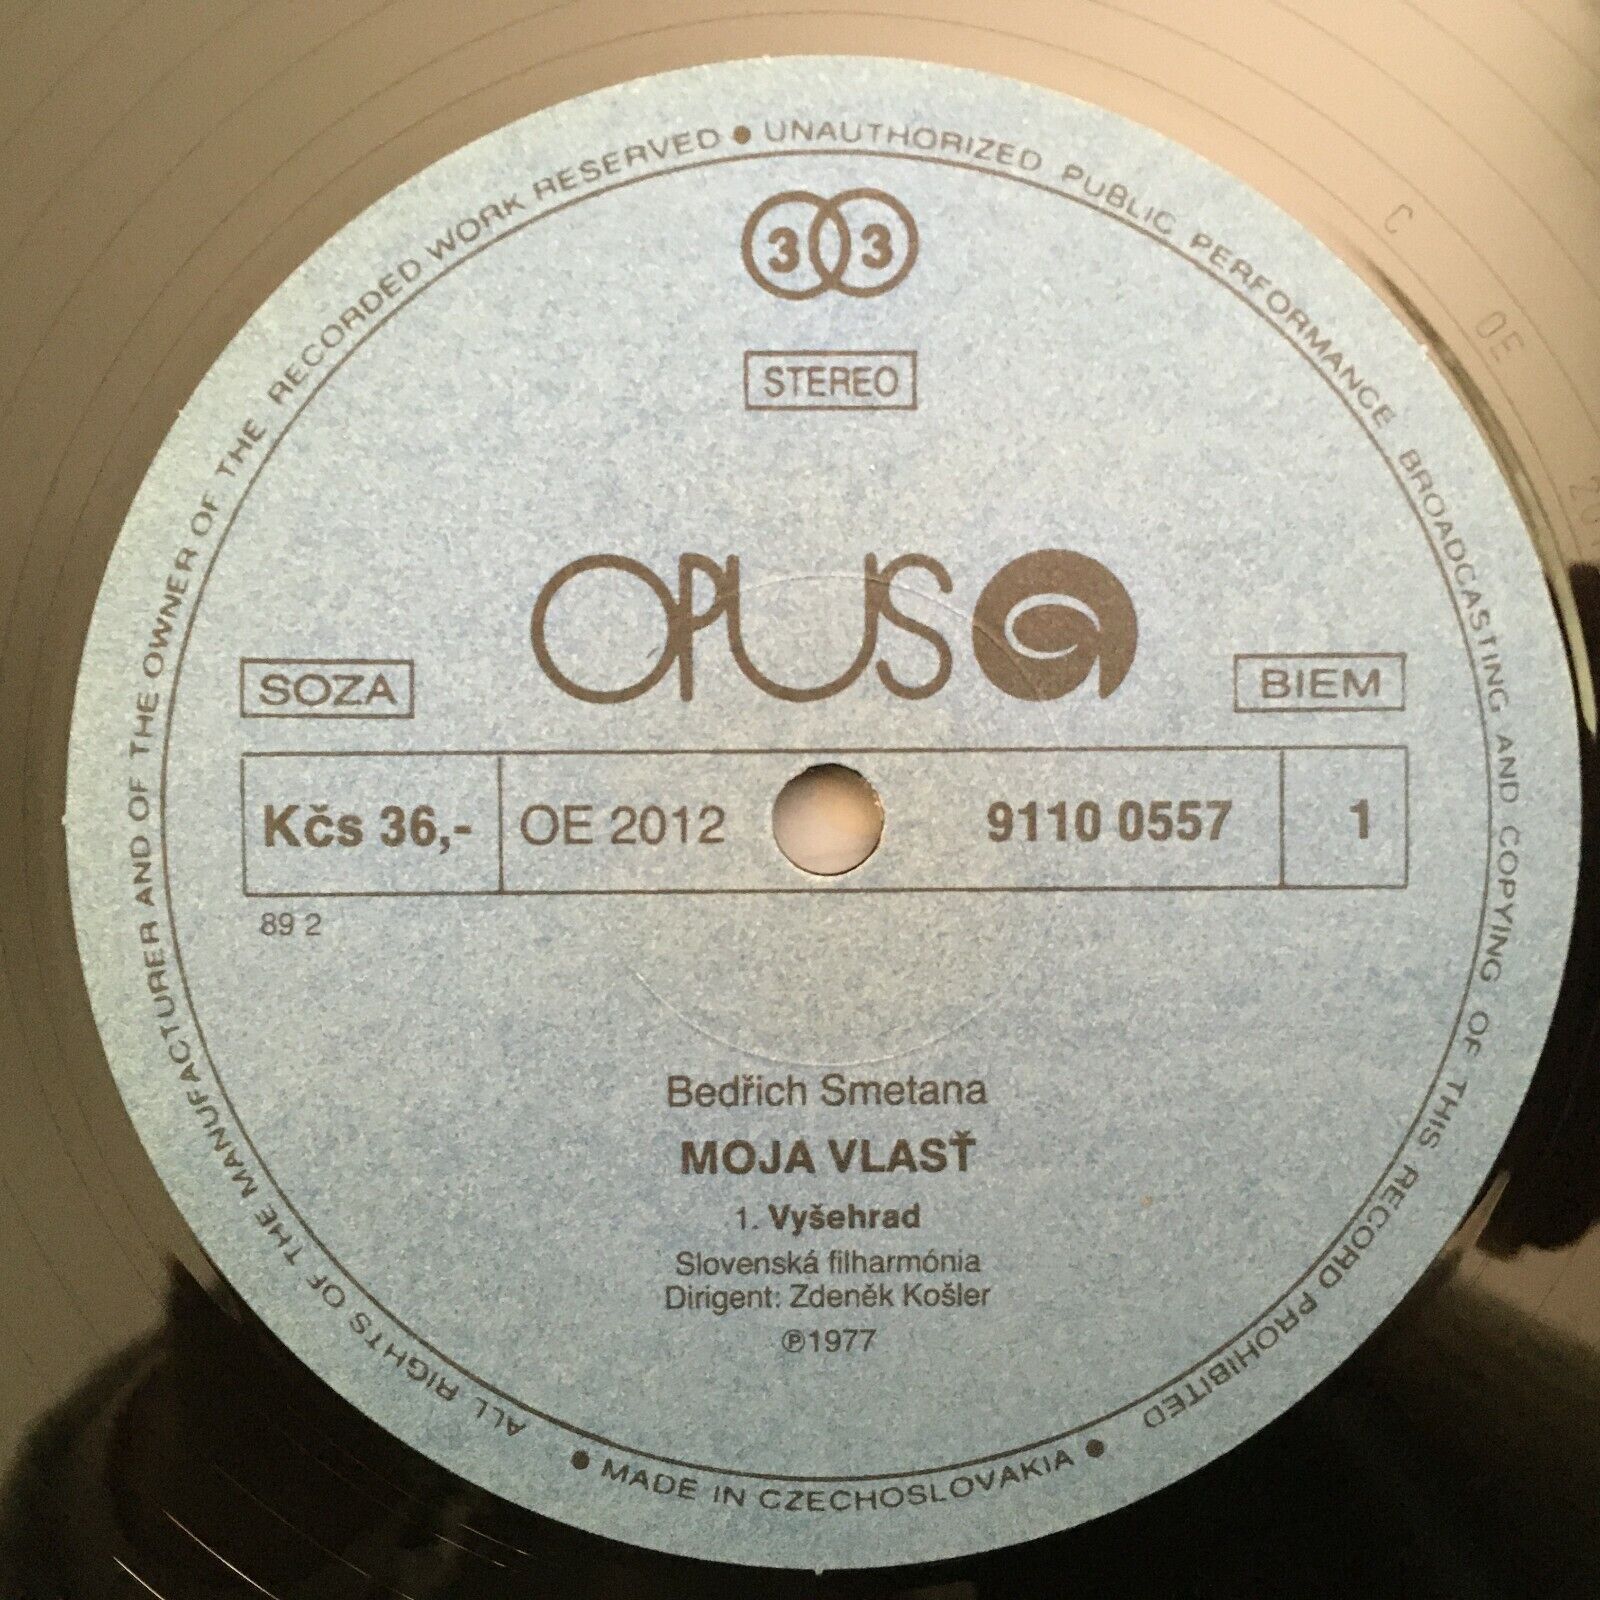 ALL RIGHTS OF THE MANUFACTURER AND OF THE OWNER OF THE RECORDED WORK RESERVED ● UNAUTHORIZED PUBLIC PERFORMANCE BROADCASTING AND COPYING OF THIS RECORD PROHIBITED
● MADE IN CZECHOSLOVAKIA ●
33
STEREO
OPUS
SOZA
BIEM
Kčs 36,- OE 2012 9110 0557 1
89 2
Bedřich Smetana
MOJA VLASŤ
1. Vyšehrad
Slovenská filharmónia
Dirigent: Zdeněk Košler
℗1977
C OE